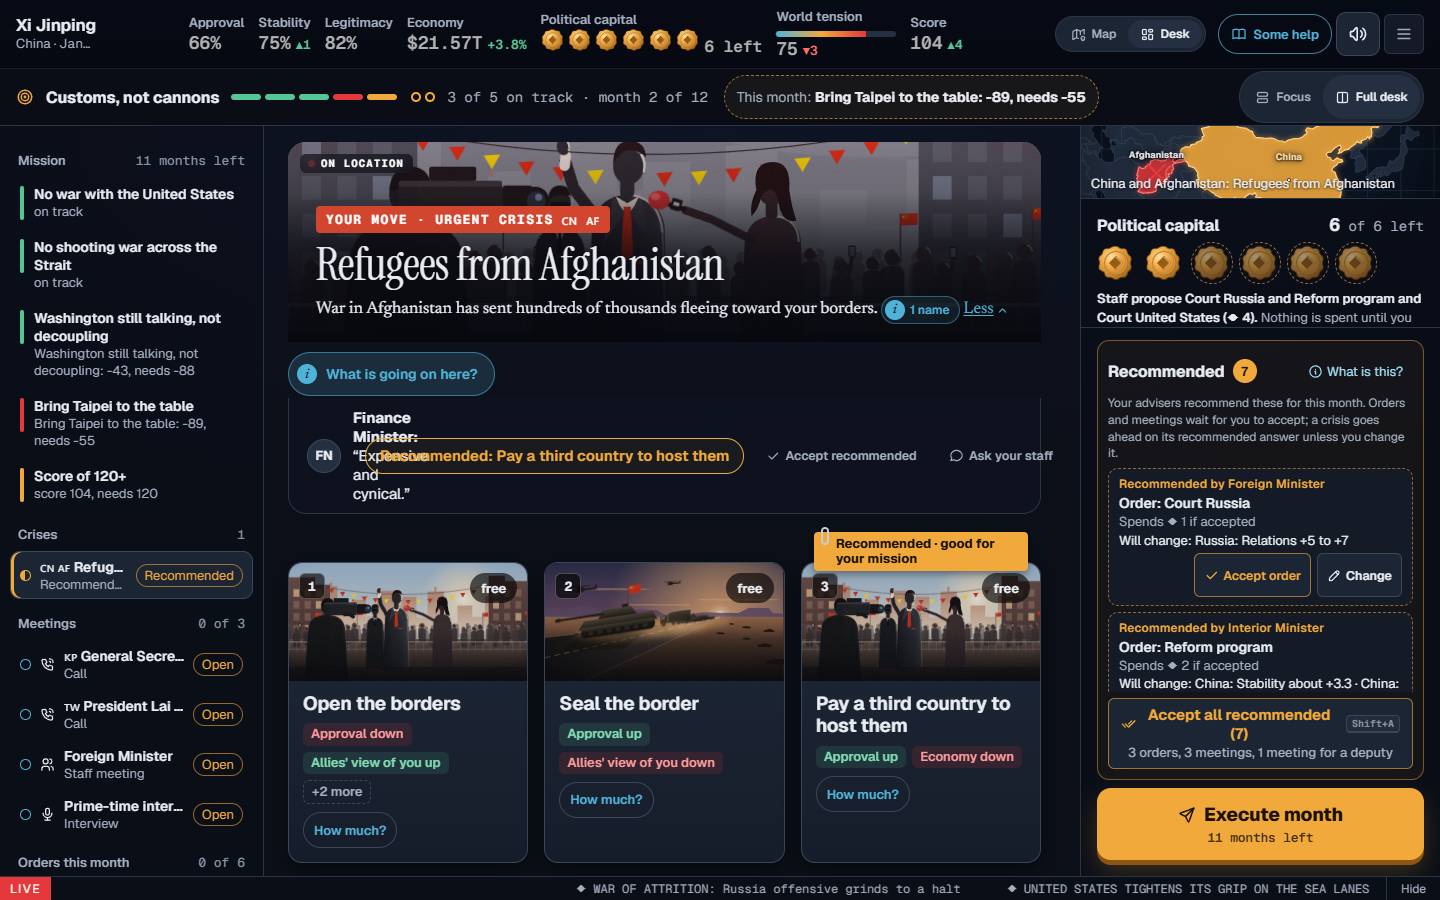 Xi Jinping
China · Jan...
Approval
66%
Stability
75% ▴1
Legitimacy
82%
Economy
$21.57T +3.8%
Political capital
6 left
World tension
75 ▾3
Score
104 ▴4
Map
Desk
Some help
Customs, not cannons
3 of 5 on track · month 2 of 12
This month: Bring Taipei to the table: -89, needs -55
Focus
Full desk
Mission
11 months left
No war with the United States
on track
No shooting war across the
Strait
on track
Washington still talking, not
decoupling
Washington still talking, not
decoupling: -43, needs -88
Bring Taipei to the table
Bring Taipei to the table: -89,
needs -55
Score of 120+
score 104, needs 120
Crises
1
CN AF Refug...
Recommend...
Recommended
Meetings
0 of 3
KP General Secre...
Call
Open
TW President Lai ...
Call
Open
Foreign Minister
Staff meeting
Open
Prime-time inter...
Interview
Open
Orders this month
0 of 6
ON LOCATION
YOUR MOVE · URGENT CRISIS CN AF
Refugees from Afghanistan
War in Afghanistan has sent hundreds of thousands fleeing toward your borders.
i 1 name
Less
i What is going on here?
FN
Finance
Minister:
“Expensive
and
cynical.”
Recommended: Pay a third country to host them
Accept recommended
Ask your staff
Recommended · good for
your mission
1
free
Open the borders
Approval down
Allies' view of you up
+2 more
How much?
2
free
Seal the border
Approval up
Allies' view of you down
How much?
3
free
Pay a third country to
host them
Approval up
Economy down
How much?
Afghanistan
China
China and Afghanistan: Refugees from Afghanistan
Political capital
6 of 6 left
Staff propose Court Russia and Reform program and
Court United States (◆ 4). Nothing is spent until you
Recommended 7
What is this?
Your advisers recommend these for this month. Orders
and meetings wait for you to accept; a crisis goes
ahead on its recommended answer unless you change
it.
Recommended by Foreign Minister
Order: Court Russia
Spends ◆ 1 if accepted
Will change: Russia: Relations +5 to +7
Accept order
Change
Recommended by Interior Minister
Order: Reform program
Spends ◆ 2 if accepted
Will change: China: Stability about +3.3 · China:
Accept all recommended
(7)
Shift+A
3 orders, 3 meetings, 1 meeting for a deputy
Execute month
11 months left
LIVE
◆ WAR OF ATTRITION: Russia offensive grinds to a halt
◆ UNITED STATES TIGHTENS ITS GRIP ON THE SEA LANES
Hide